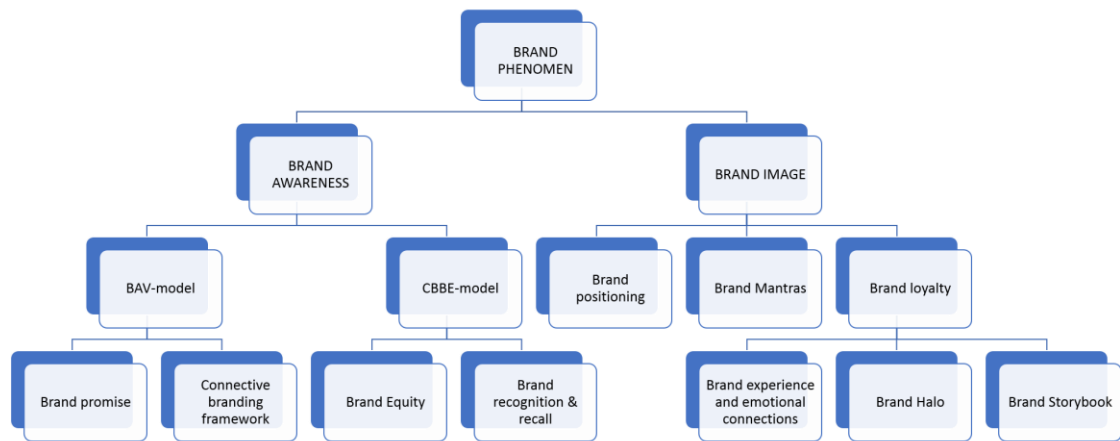 BRAND
PHENOMEN
BRAND
AWARENESS
BRAND IMAGE
BAV-model
CBBE-model
Brand
positioning
Brand Mantras
Brand loyalty
Brand promise
Connective
branding
framework
Brand Equity
Brand
recognition &
recall
Brand experience
and emotional
connections
Brand Halo
Brand Storybook